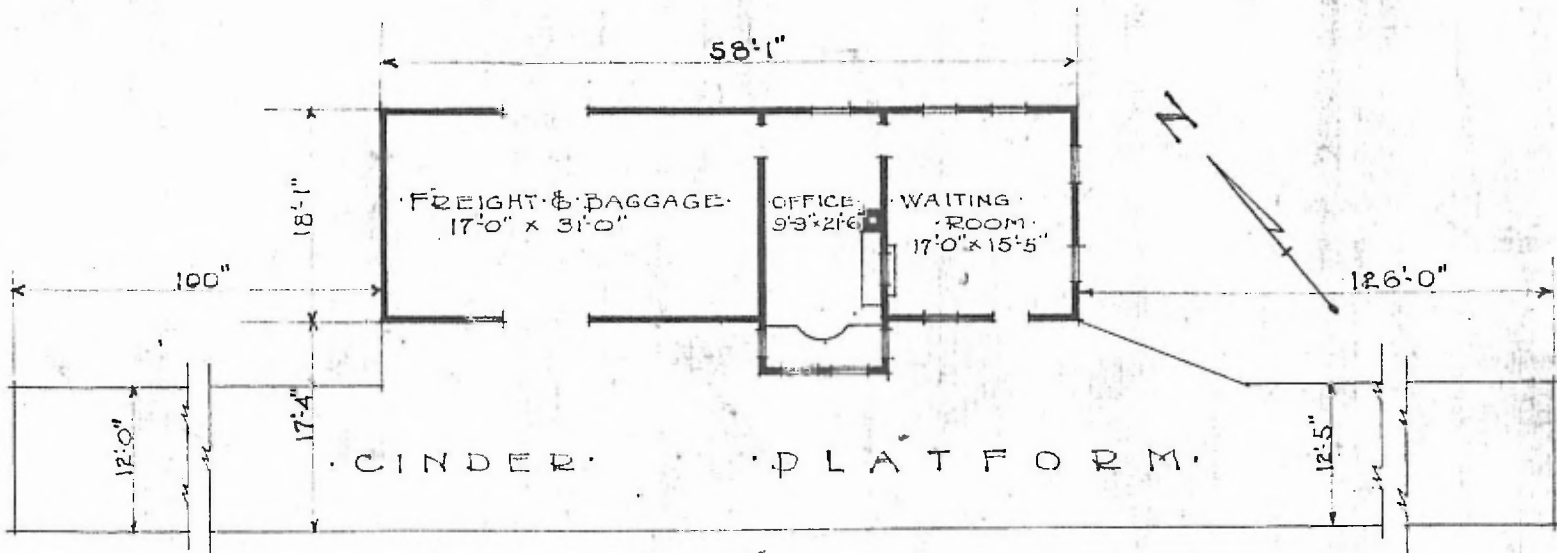 58'-1"
N
18'-1"
·FREIGHT·&·BAGGAGE·
17'-0" x 31'-0"
·OFFICE·
9'-9"x21'-6"
·WAITING·
·ROOM·
17'-0"x15'-5"
100"
126'-0"
12'-0"
17'-4"
12'-5"
·CINDER· ·PLATFORM·